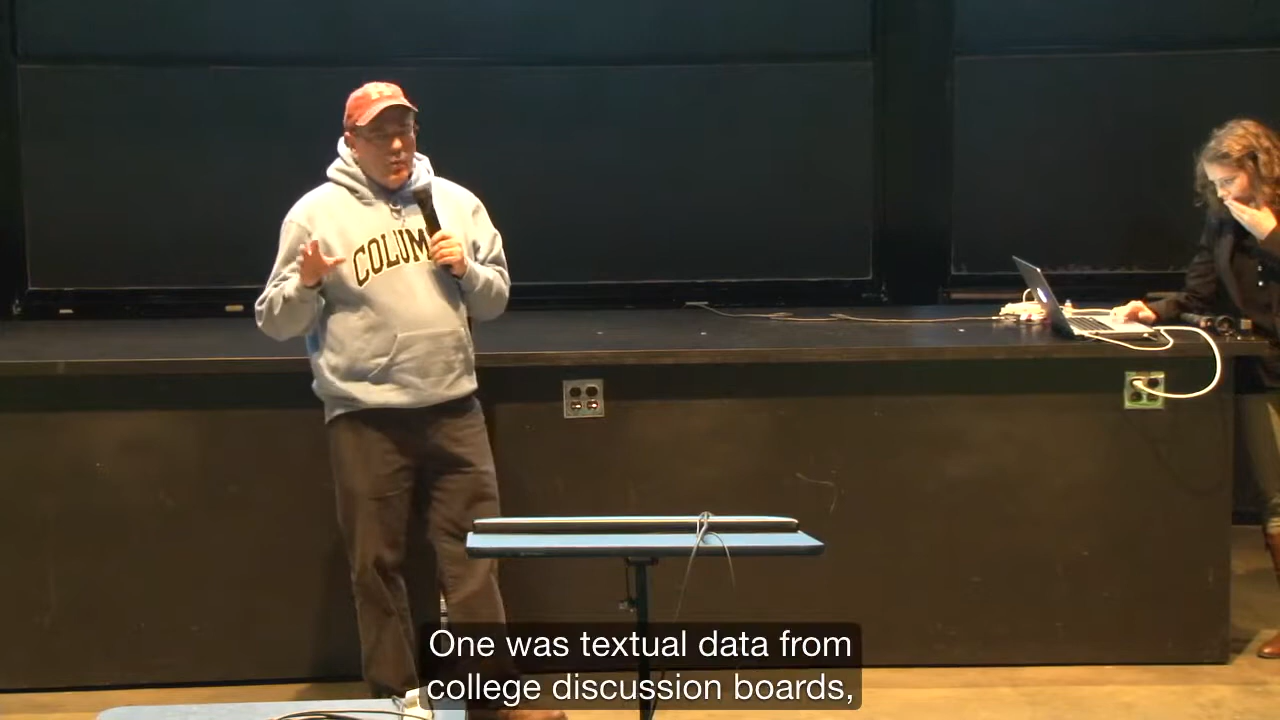 COLUM
One was textual data from
college discussion boards,